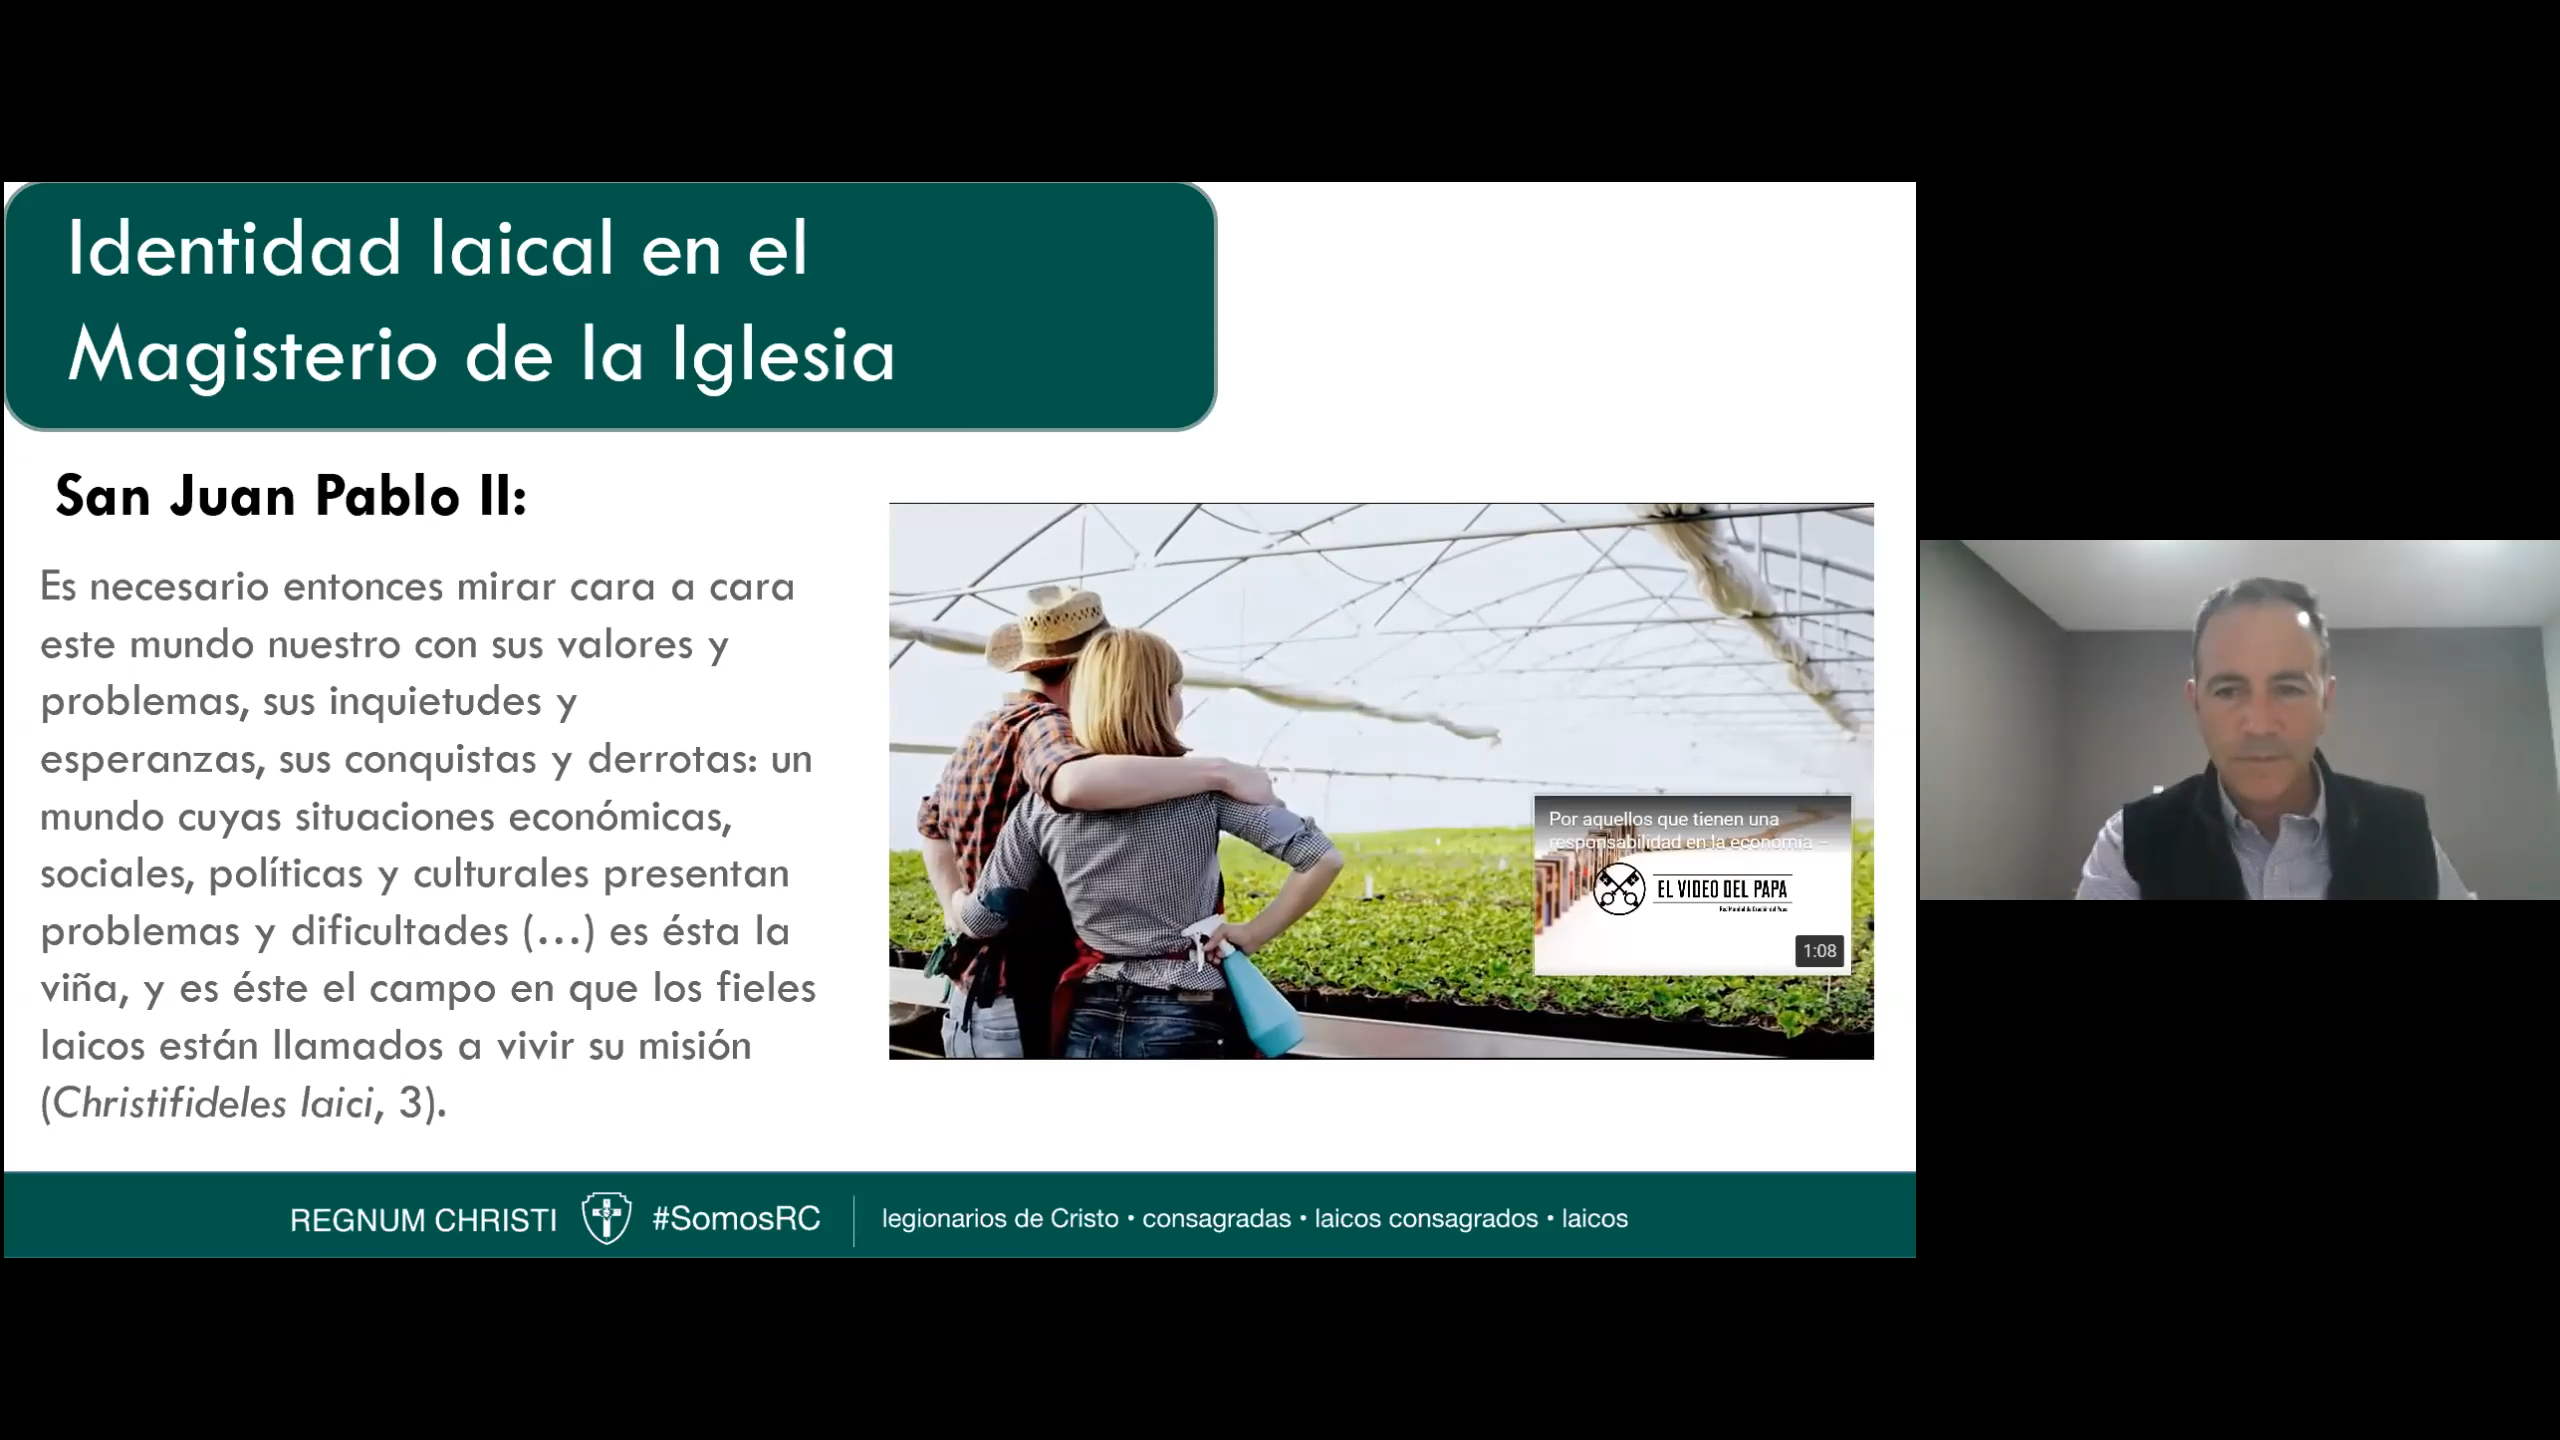 Identidad laical en el
Magisterio de la Iglesia
San Juan Pablo II:
Es necesario entonces mirar cara a cara
este mundo nuestro con sus valores y
problemas, sus inquietudes y
esperanzas, sus conquistas y derrotas: un
mundo cuyas situaciones económicas,
sociales, políticas y culturales presentan
problemas y dificultades (…) es ésta la
viña, y es éste el campo en que los fieles
laicos están llamados a vivir su misión
(Christifideles laici, 3).
Por aquellos que tienen una
responsabilidad en la economía –
EL VIDEO DEL PAPA
1:08
REGNUM CHRISTI #SomosRC legionarios de Cristo • consagradas • laicos consagrados • laicos